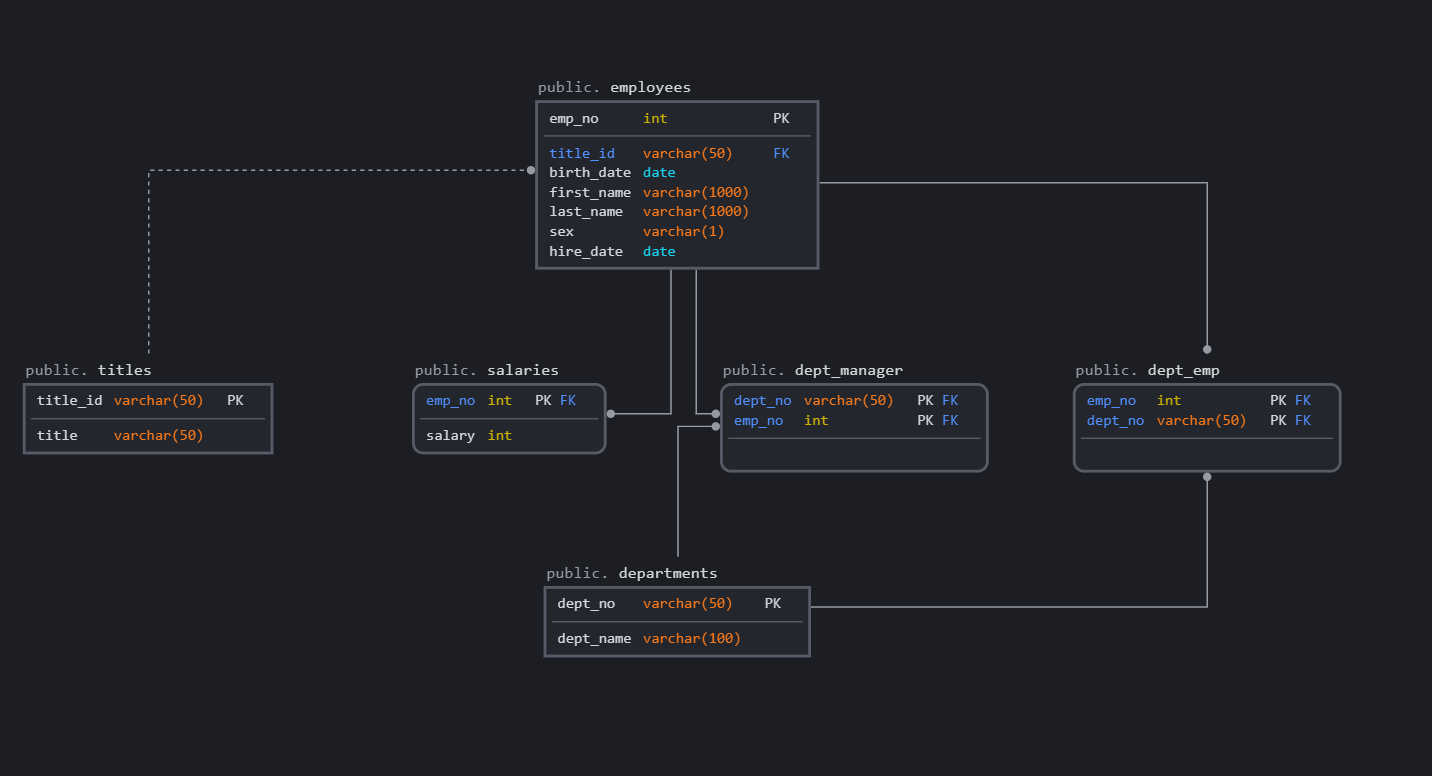 public. employees
emp_no int PK
title_id varchar(50) FK
birth_date date
first_name varchar(1000)
last_name varchar(1000)
sex varchar(1)
hire_date date
public. titles
title_id varchar(50) PK
title varchar(50)
public. salaries
emp_no int PK FK
salary int
public. dept_manager
dept_no varchar(50) PK FK
emp_no int PK FK
public. dept_emp
emp_no int PK FK
dept_no varchar(50) PK FK
public. departments
dept_no varchar(50) PK
dept_name varchar(100)